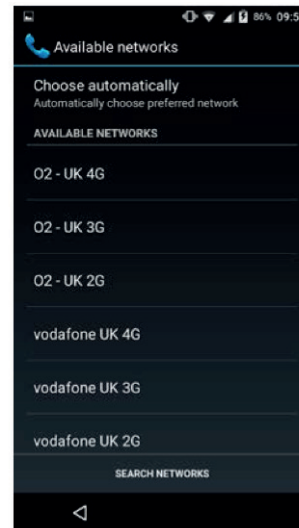 86% 09:5
Available networks
Choose automatically
Automatically choose preferred network
AVAILABLE NETWORKS
O2 - UK 4G
O2 - UK 3G
O2 - UK 2G
vodafone UK 4G
vodafone UK 3G
vodafone UK 2G
SEARCH NETWORKS